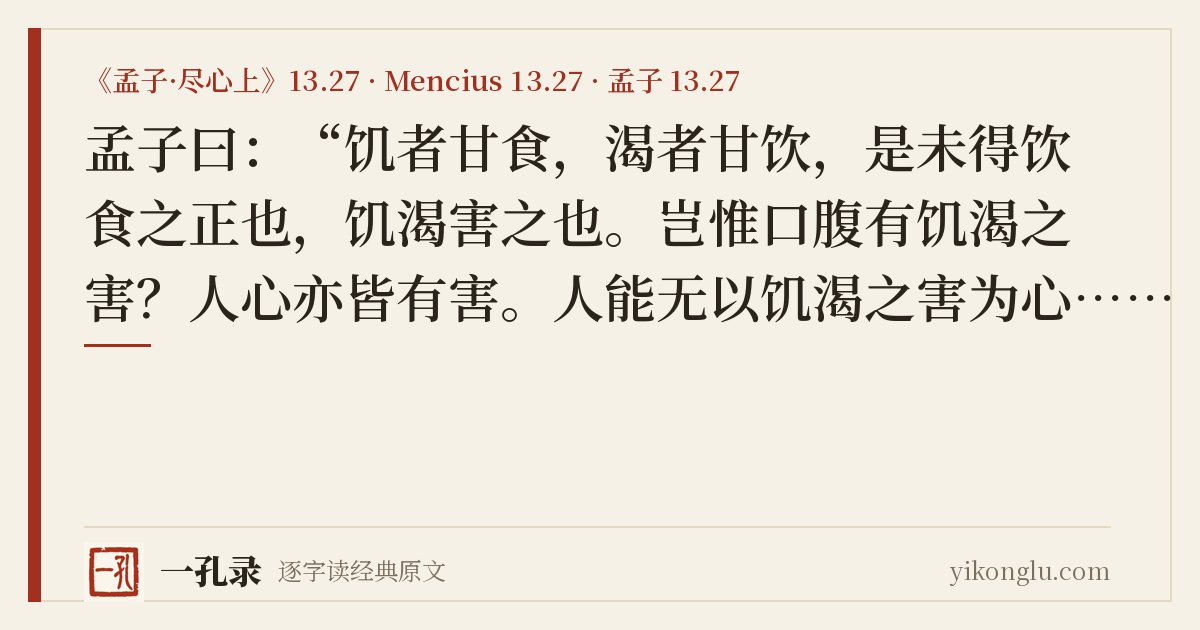 《孟子·尽心上》13.27 · Mencius 13.27 · 孟子 13.27
孟子曰：“饥者甘食，渴者甘饮，是未得饮
食之正也，饥渴害之也。岂惟口腹有饥渴之
害？人心亦皆有害。人能无以饥渴之害为心……
一孔
一孔录 逐字读经典原文 yikonglu.com